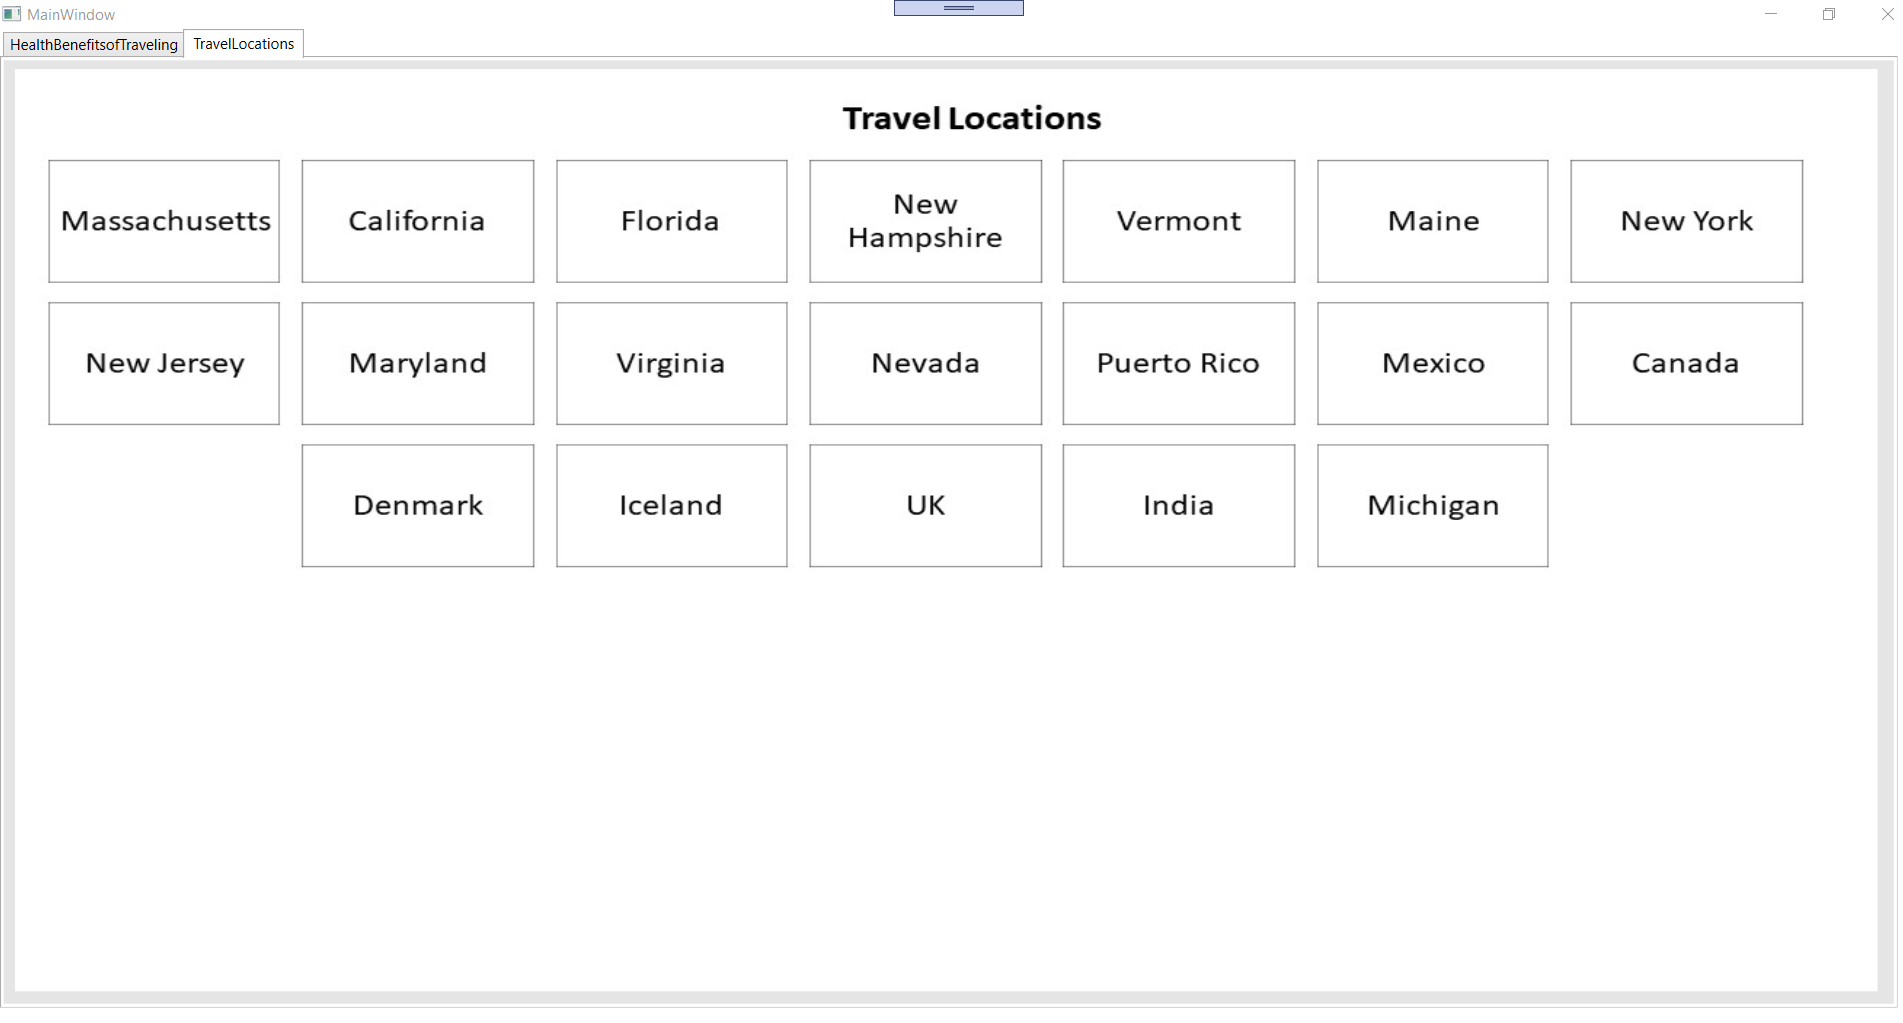 MainWindow
HealthBenefitsofTraveling TravelLocations
Travel Locations
Massachusetts California Florida New Hampshire Vermont Maine New York
New Jersey Maryland Virginia Nevada Puerto Rico Mexico Canada
Denmark Iceland UK India Michigan